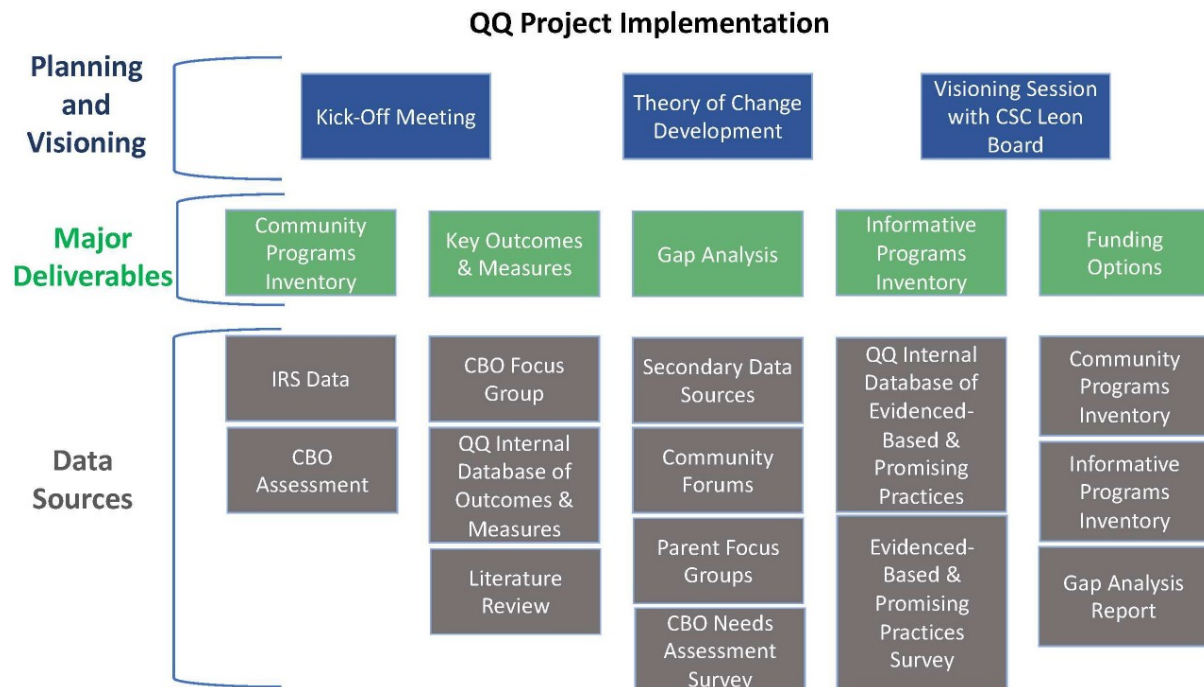 QQ Project Implementation
Planning
and
Visioning
Kick-Off Meeting
Theory of Change
Development
Visioning Session
with CSC Leon
Board
Major
Deliverables
Community
Programs
Inventory
Key Outcomes
& Measures
Gap Analysis
Informative
Programs
Inventory
Funding
Options
Data
Sources
IRS Data
CBO
Assessment
CBO Focus
Group
QQ Internal
Database of
Outcomes &
Measures
Literature
Review
Secondary Data
Sources
Community
Forums
Parent Focus
Groups
CBO Needs
Assessment
Survey
QQ Internal
Database of
Evidenced-
Based &
Promising
Practices
Evidenced-
Based &
Promising
Practices
Survey
Community
Programs
Inventory
Informative
Programs
Inventory
Gap Analysis
Report